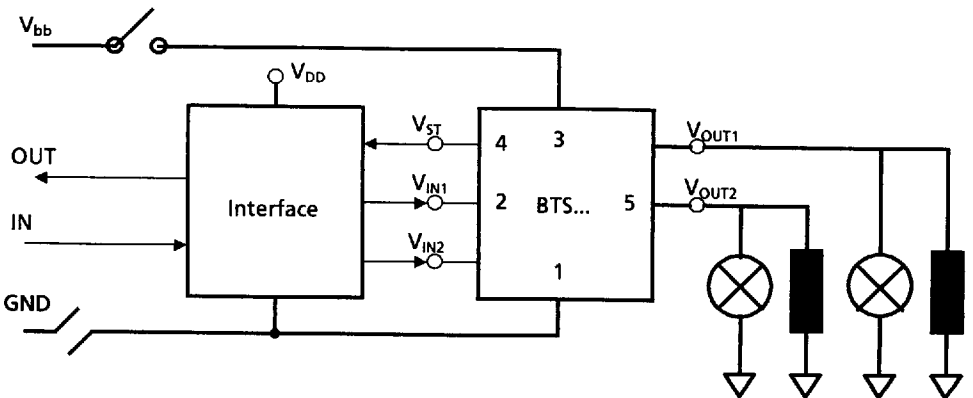 Vbb
VDD
VST
4
3
VOUT1
OUT
VIN1
VOUT2
Interface
2
BTS...
5
IN
VIN2
1
GND